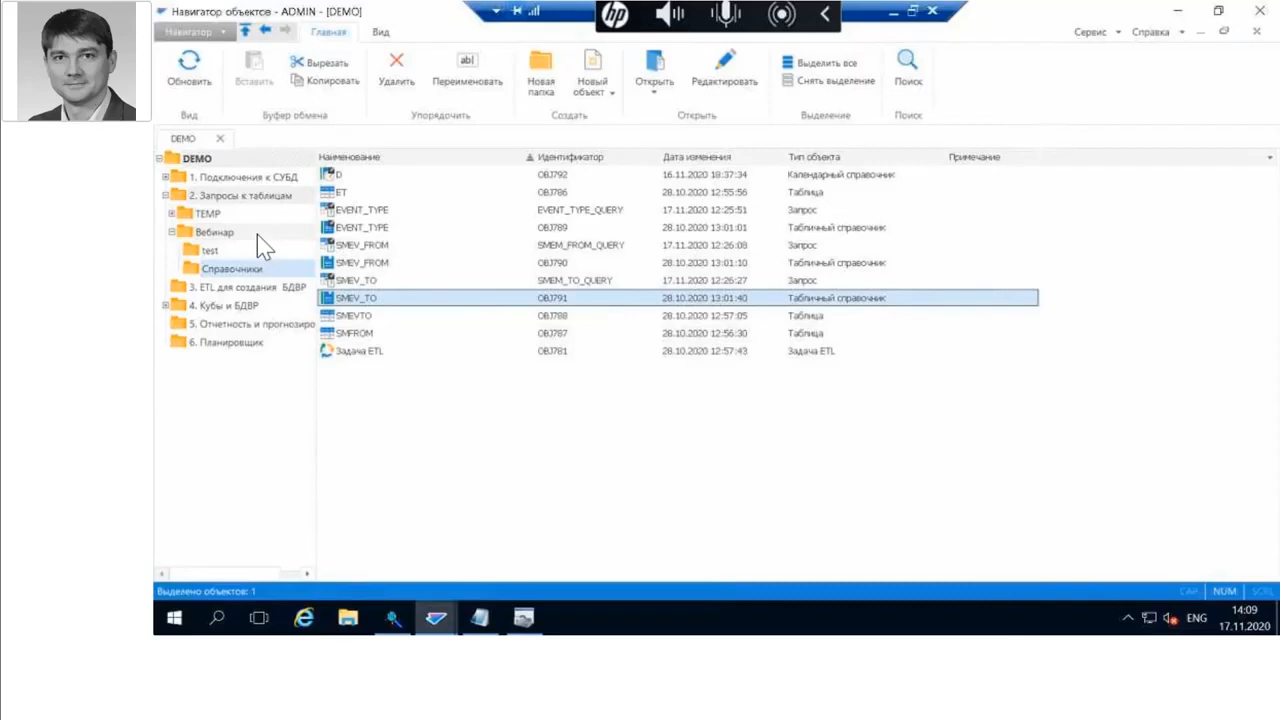 Навигатор объектов - ADMIN - [DEMO]
hp
Навигатор
Главная
Вид
Сервис
Справка
Обновить
Вставить
Вырезать
Копировать
Удалить
ab|
Переименовать
Новая папка
Новый объект
Открыть
Редактировать
Выделить все
Снять выделение
Поиск
Вид
Буфер обмена
Упорядочить
Создать
Открыть
Выделение
Поиск
DEMO
DEMO
1. Подключения к СУБД
2. Запросы к таблицам
TEMP
Вебинар
test
Справочники
3. ETL для создания БДВР
4. Кубы и БДВР
5. Отчетность и прогнозиро
6. Планировщик
Наименование Идентификатор Дата изменения Тип объекта Примечание
D OBJ792 16.11.2020 18:37:34 Календарный справочник
ET OBJ786 28.10.2020 12:55:56 Таблица
EVENT_TYPE EVENT_TYPE_QUERY 17.11.2020 12:25:51 Запрос
EVENT_TYPE OBJ789 28.10.2020 13:01:01 Табличный справочник
SMEV_FROM SMEM_FROM_QUERY 17.11.2020 12:26:08 Запрос
SMEV_FROM OBJ790 28.10.2020 13:01:10 Табличный справочник
SMEV_TO SMEM_TO_QUERY 17.11.2020 12:26:27 Запрос
SMEV_TO OBJ791 28.10.2020 13:01:40 Табличный справочник
SMEVTO OBJ788 28.10.2020 12:57:05 Таблица
SMFROM OBJ787 28.10.2020 12:56:30 Таблица
Задача ETL OBJ781 28.10.2020 12:57:43 Задача ETL
Выделено объектов: 1
CAP NUM SCRL
ENG
14:09
17.11.2020